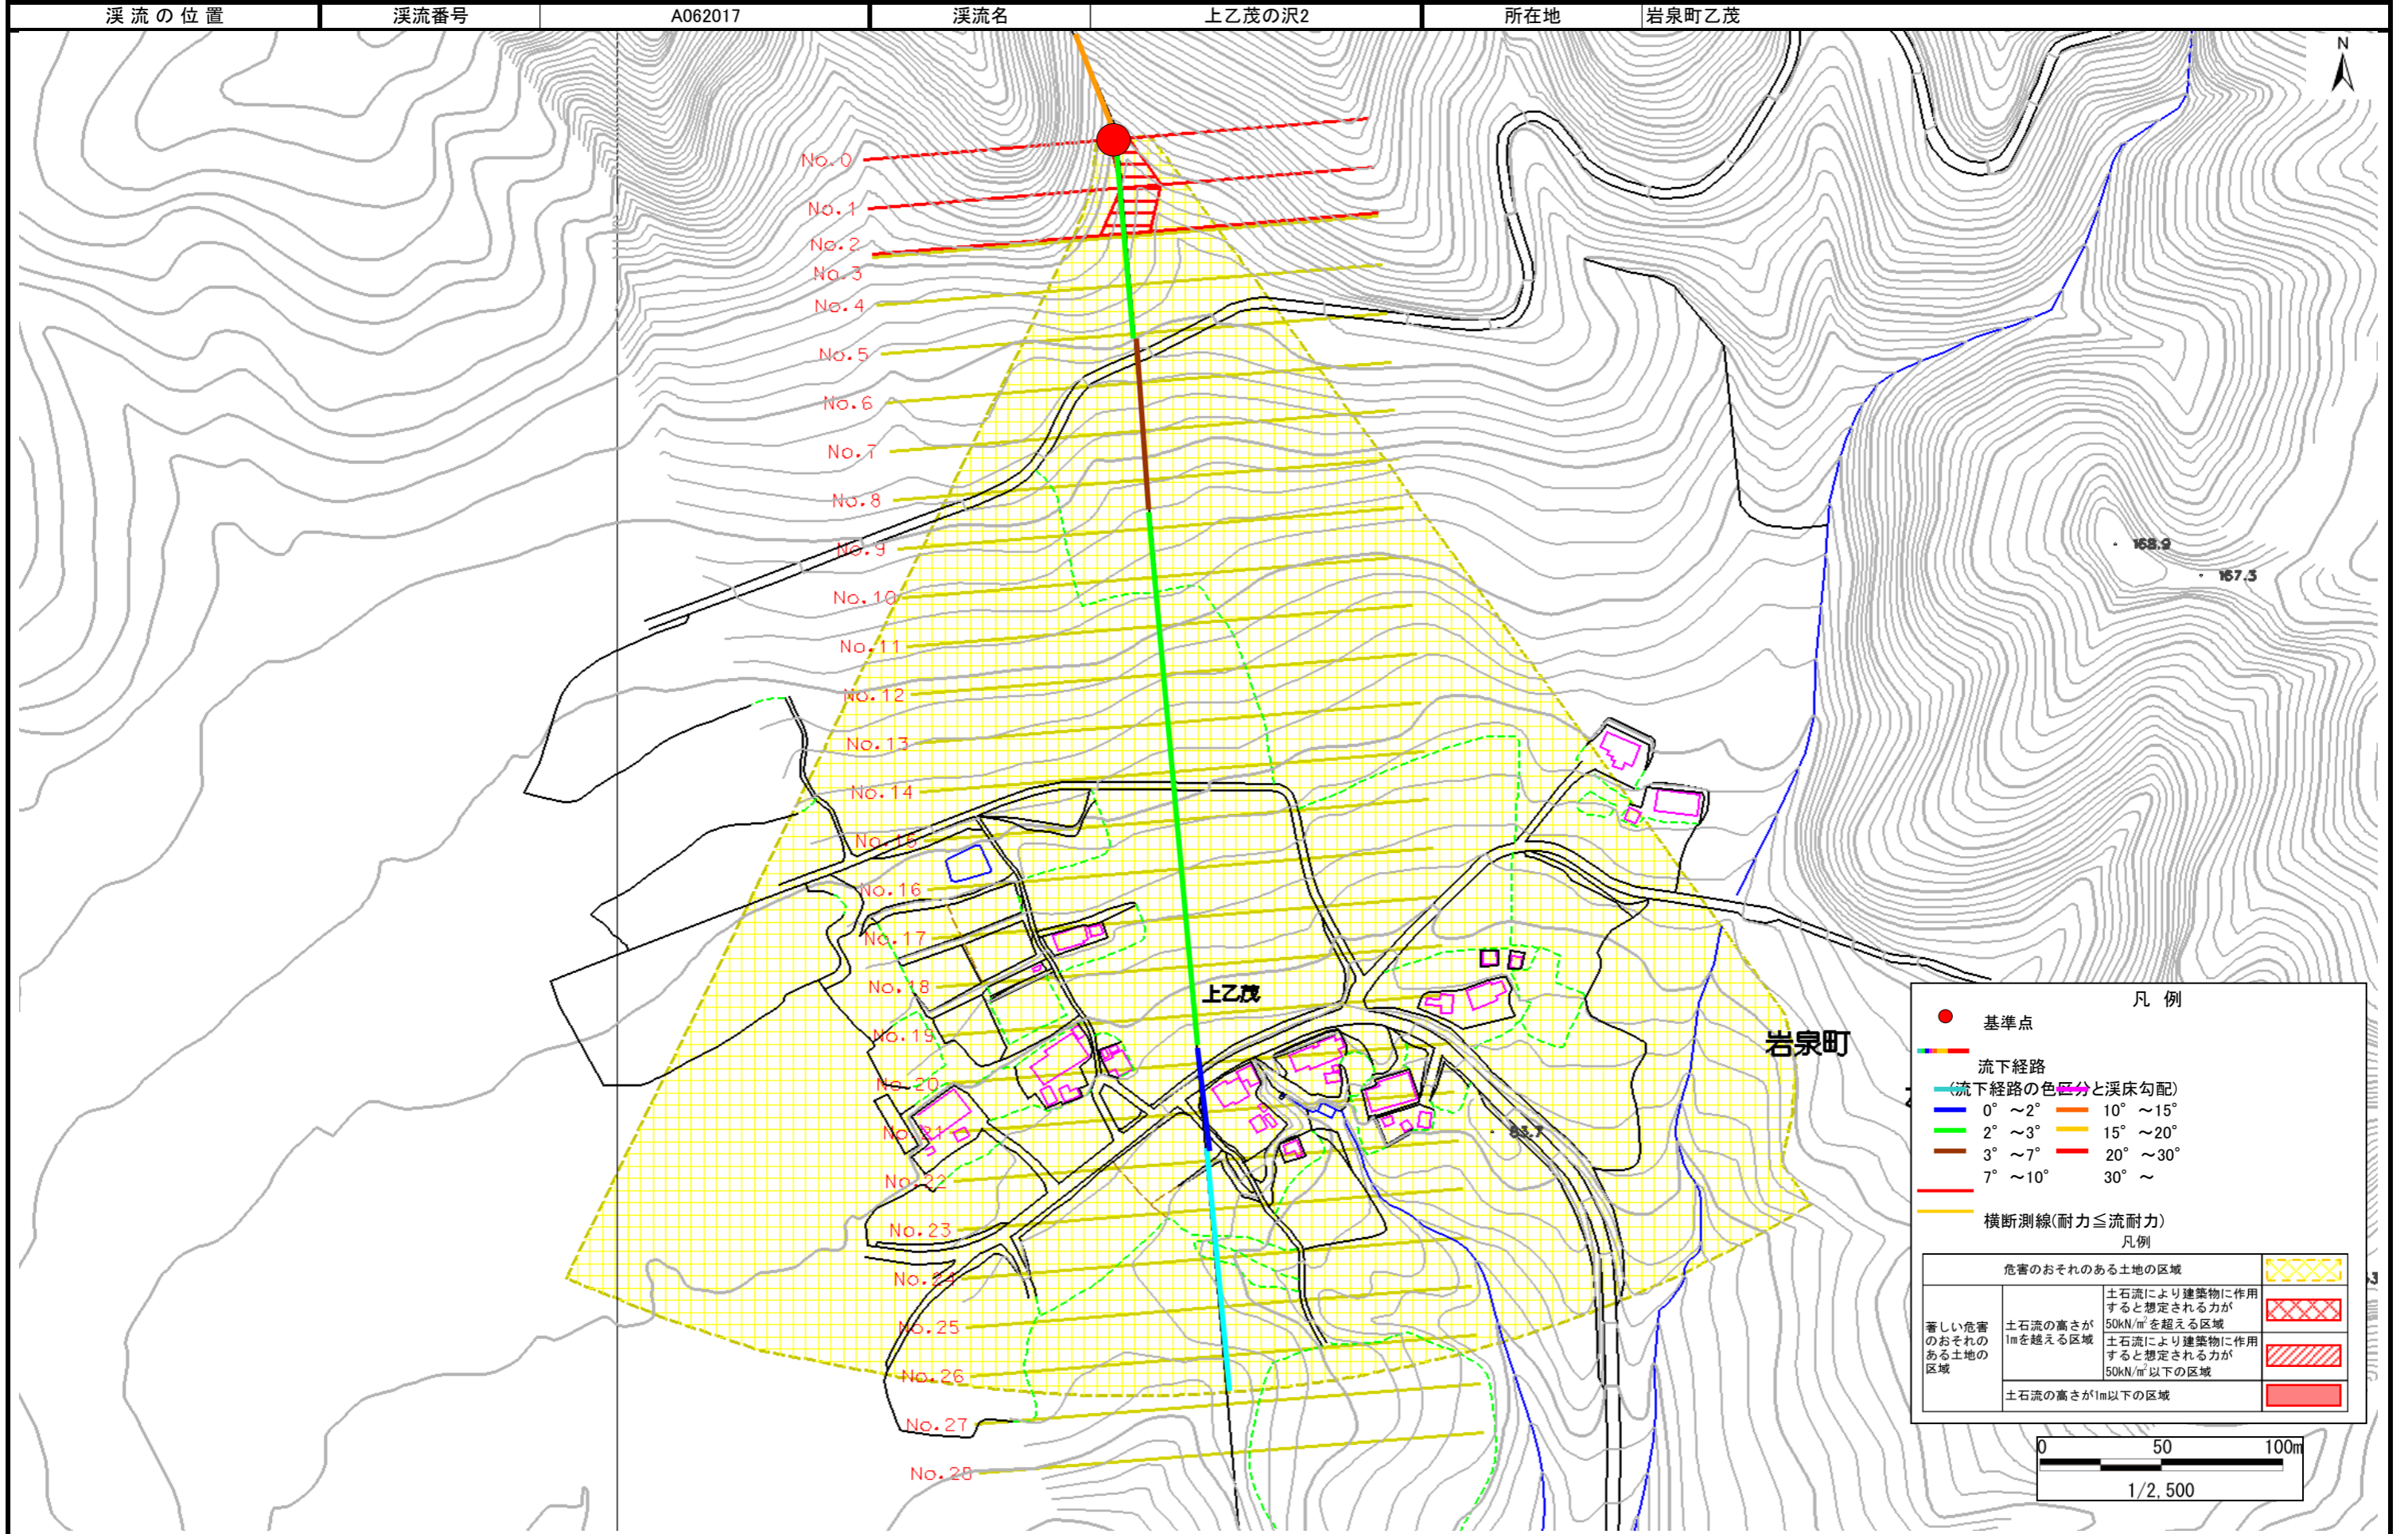 渓流の位置 渓流番号 A062017 渓流名 上乙茂の沢2 所在地 岩泉町乙茂
N
No.0
No.1
No.2
No.3
No.4
No.5
No.6
No.7
No.8
No.9
No.10
No.11
No.12
No.13
No.14
No.15
No.16
No.17
No.18
No.19
No.20
No.21
No.22
No.23
No.24
No.25
No.26
No.27
No.28
168.9
167.3
上乙茂
岩泉町
83.7
凡 例
基準点
流下経路
(流下経路の色区分と渓床勾配)
0° ～2° 10° ～15°
2° ～3° 15° ～20°
3° ～7° 20° ～30°
7° ～10° 30° ～
横断測線(耐力≦流耐力)
凡例
危害のおそれのある土地の区域
著しい危害
のおそれの
ある土地の
区域
土石流の高さが
1mを越える区域
土石流により建築物に作用
すると想定される力が
50kN/㎡を超える区域
土石流により建築物に作用
すると想定される力が
50kN/㎡以下の区域
土石流の高さが1m以下の区域
0 50 100m
1/2,500